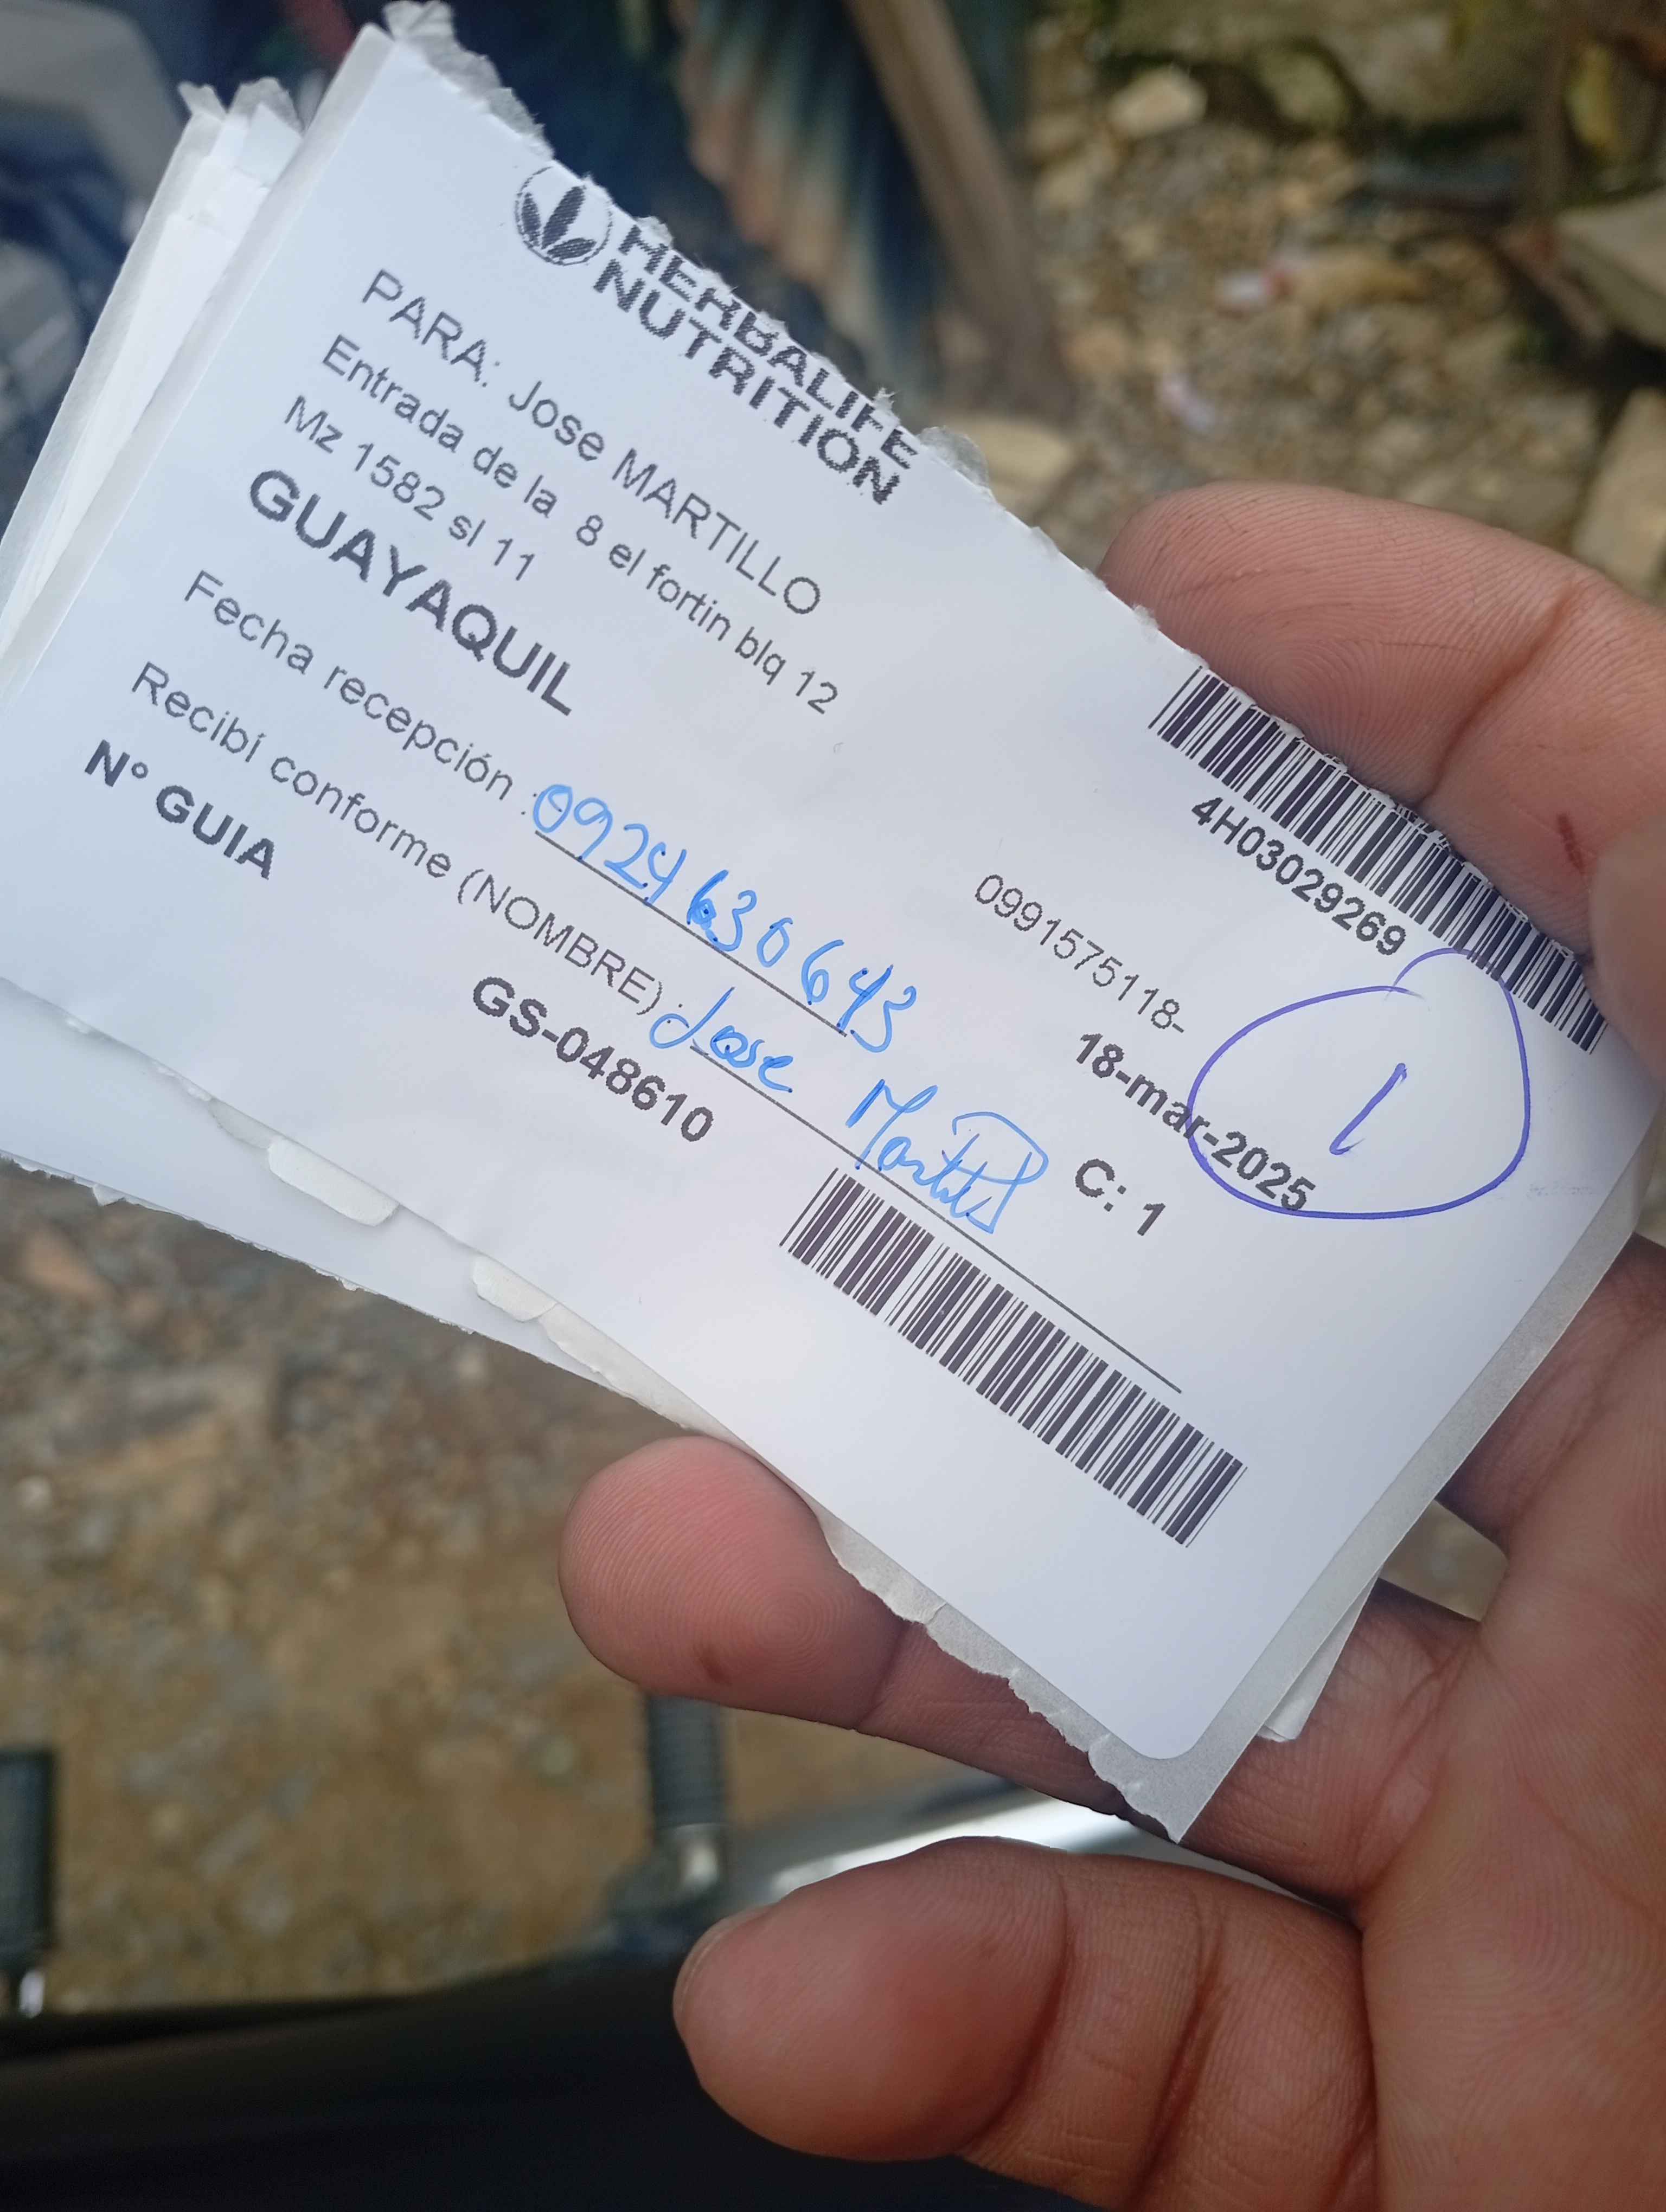 HERBALIFE
NUTRITION
4H03029269
PARA: Jose MARTILLO
Entrada de la 8 el fortin blq 12
Mz 1582 sl 11
0991575118-
GUAYAQUIL
18-mar-2025
1
Fecha recepción : 0924630643
C: 1
Recibí conforme (NOMBRE) : Jose Martillo
N° GUIA
GS-048610